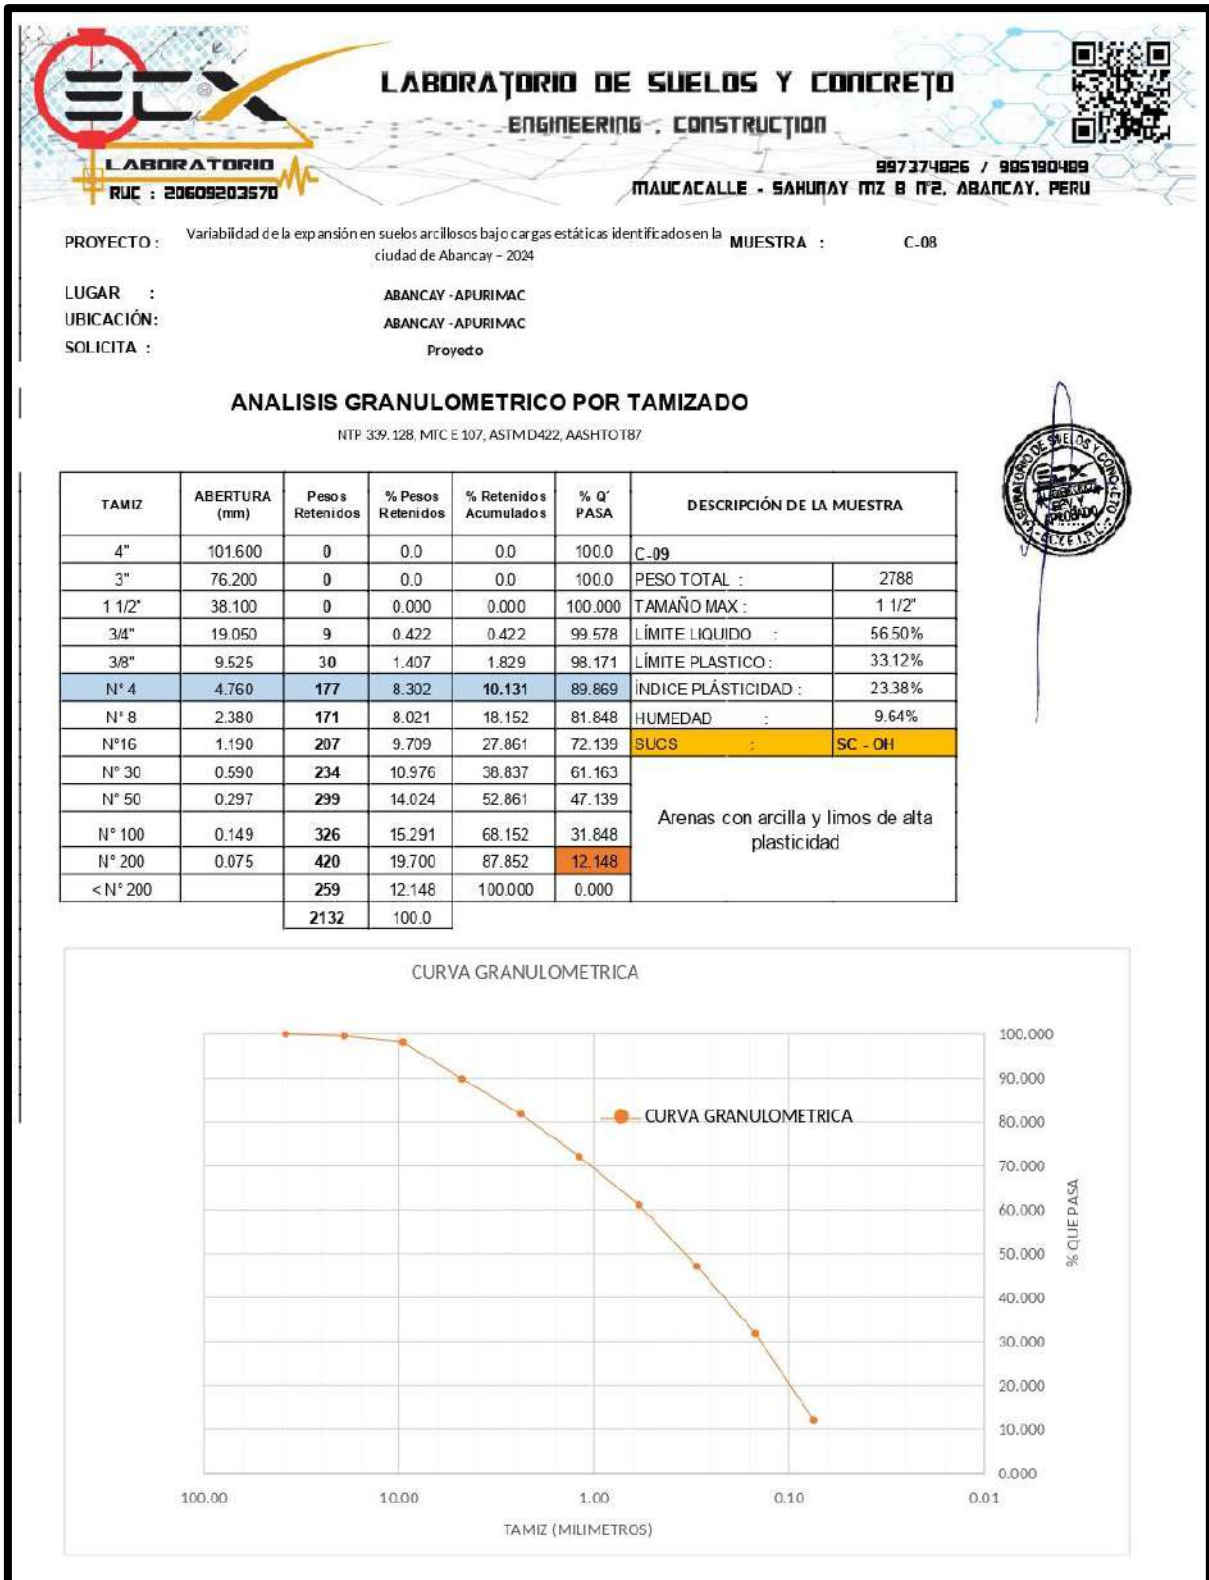 ECX
LABORATORIO
RUC : 20609203570
LABORATORIO DE SUELOS Y CONCRETO
ENGINEERING , CONSTRUCTION
997374826 / 985190489
MAUCACALLE - SAHUNAY MZ B N°2, ABANCAY, PERU
PROYECTO : Variabiidad de la expansión en suelos arcillosos bajo cargas estáticas identificados en la ciudad de Abancay – 2024 MUESTRA : C-08
LUGAR : ABANCAY -APURIMAC
UBICACIÓN: ABANCAY -APURIMAC
SOLICITA : Proyecto
ANALISIS GRANULOMETRICO POR TAMIZADO
NTP 339.128, MTC E 107, ASTM D422, AASHTO T87
TAMIZ ABERTURA (mm) Pesos Retenidos % Pesos Retenidos % Retenidos Acumulados % Q´ PASA DESCRIPCIÓN DE LA MUESTRA
4" 101.600 0 0.0 0.0 100.0 C-09
3" 76.200 0 0.0 0.0 100.0 PESO TOTAL : 2788
1 1/2" 38.100 0 0.000 0.000 100.000 TAMAÑO MAX : 1 1/2"
3/4" 19.050 9 0.422 0.422 99.578 LÍMITE LIQUIDO : 56.50%
3/8" 9.525 30 1.407 1.829 98.171 LÍMITE PLASTICO : 33.12%
N° 4 4.760 177 8.302 10.131 89.869 ÍNDICE PLÁSTICIDAD : 23.38%
N° 8 2.380 171 8.021 18.152 81.848 HUMEDAD : 9.64%
N°16 1.190 207 9.709 27.861 72.139 SUCS : SC - OH
N° 30 0.590 234 10.976 38.837 61.163
N° 50 0.297 299 14.024 52.861 47.139
Arenas con arcilla y limos de alta
plasticidad
N° 100 0.149 326 15.291 68.152 31.848
N° 200 0.075 420 19.700 87.852 12.148
< N° 200 259 12.148 100.000 0.000
2132 100.0
LABORATORIO DE SUELOS Y CONCRETO
CURVA GRANULOMETRICA
100.000
90.000
80.000
70.000
60.000
50.000
40.000
30.000
20.000
10.000
0.000
% QUE PASA
CURVA GRANULOMETRICA
100.00 10.00 1.00 0.10 0.01
TAMIZ (MILIMETROS)